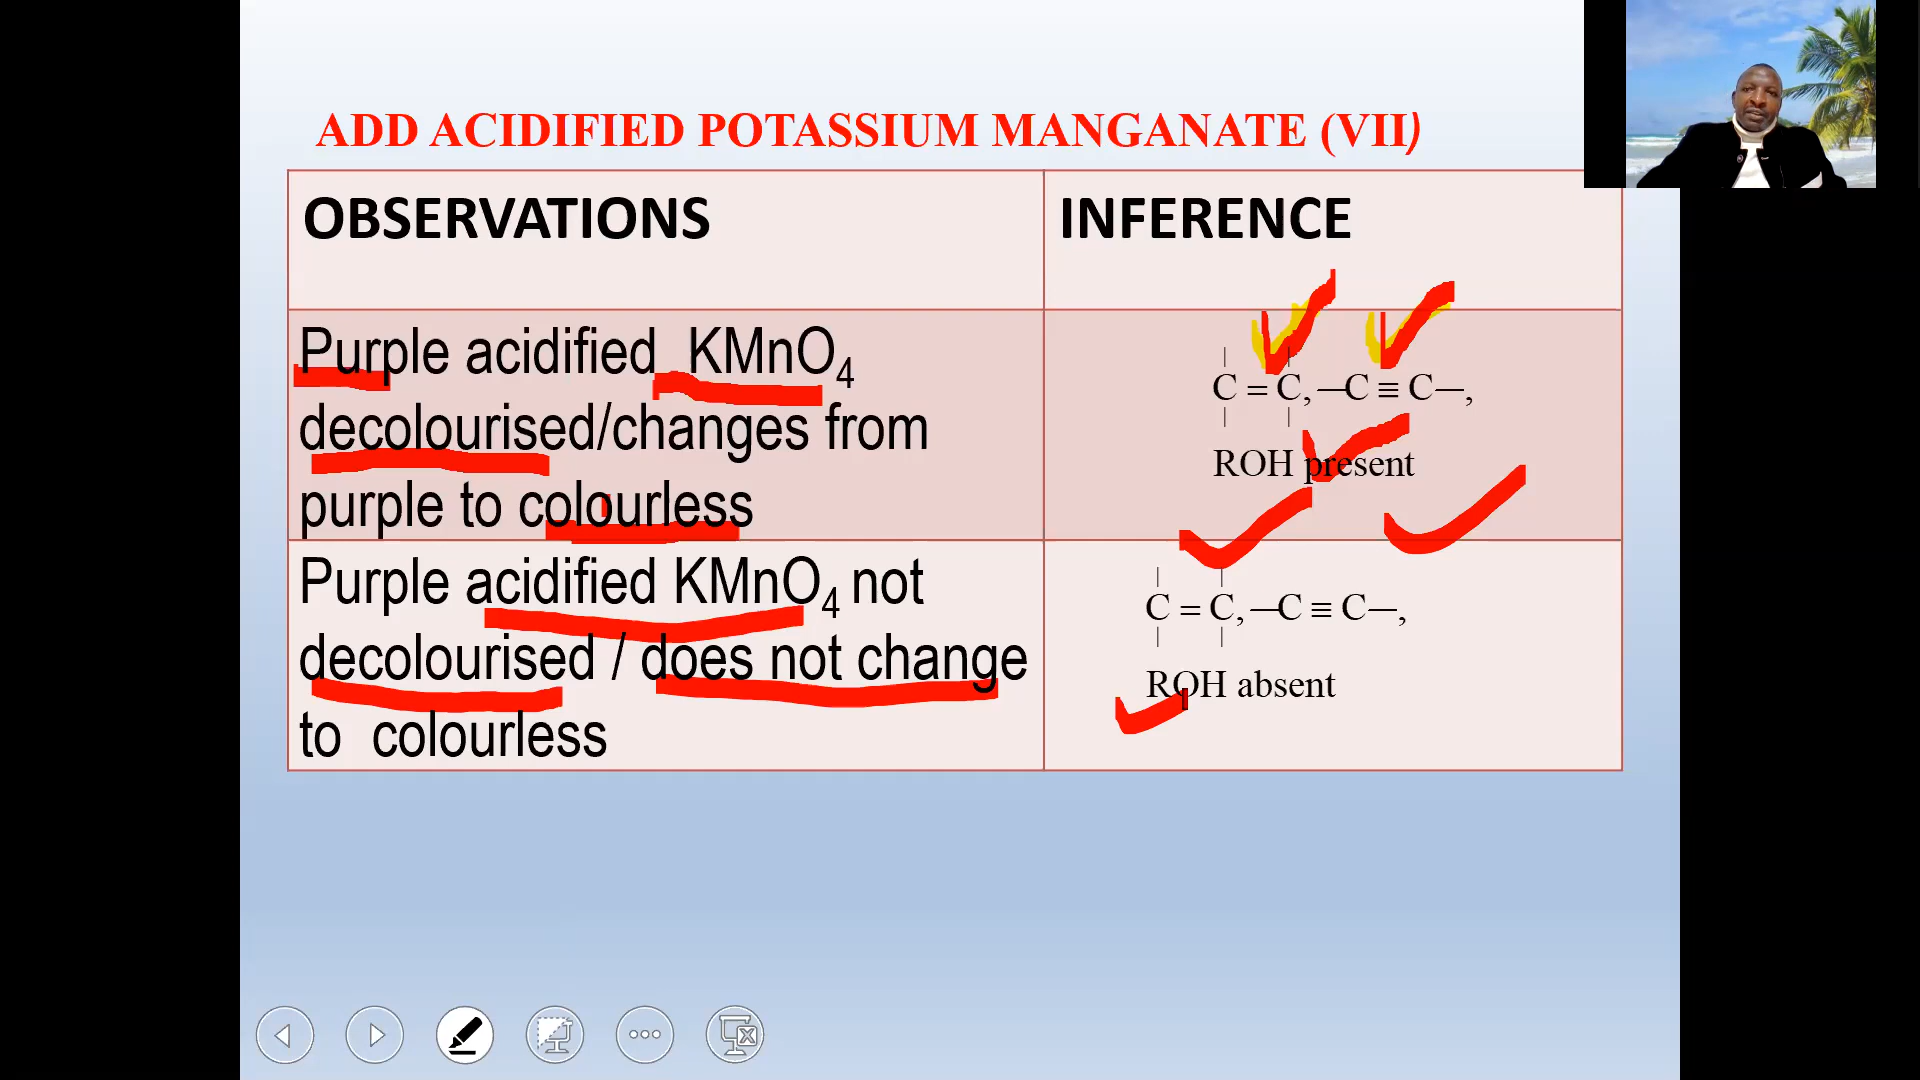 ADD ACIDIFIED POTASSIUM MANGANATE (VII)
OBSERVATIONS
INFERENCE
Purple acidified KMnO₄
decolourised/changes from
purple to colourless
C = C, —C ≡ C—,
ROH present
Purple acidified KMnO₄ not
decolourised / does not change
to colourless
C = C, —C ≡ C—,
ROH absent